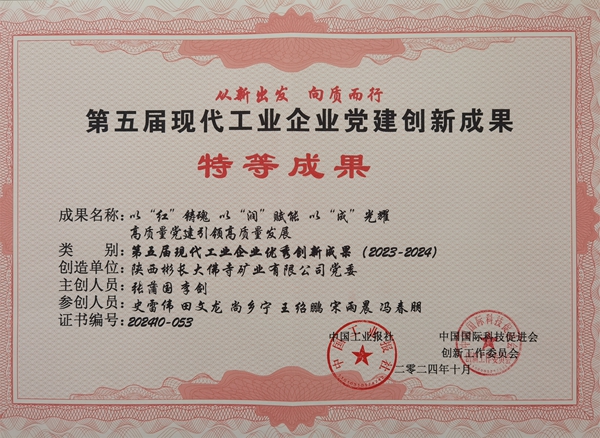 从新出发 向质而行
第五届现代工业企业党建创新成果
特等成果
成果名称：以“红”铸魂 以“润”赋能 以“成”光耀
高质量党建引领高质量发展
类 别：第五届现代工业企业优秀创新成果（2023-2024）
创造单位：陕西彬长大佛寺矿业有限公司党委
主创人员：张蒲国 李剑
参创人员：史雷伟 田文龙 尚乡宁 王绍鹏 宋雨晨 冯春朋
证书编号：202410-053
中国工业报社 中国国际科技促进会
创新工作委员会
二零二四年十月
中国工业报社